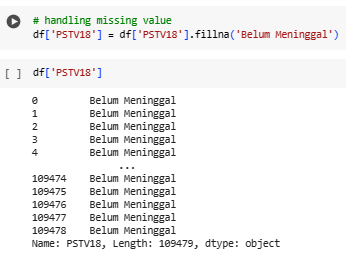 # handling missing value
df['PSTV18'] = df['PSTV18'].fillna('Belum Meninggal')
[ ] df['PSTV18']
0 Belum Meninggal
1 Belum Meninggal
2 Belum Meninggal
3 Belum Meninggal
4 Belum Meninggal
...
109474 Belum Meninggal
109475 Belum Meninggal
109476 Belum Meninggal
109477 Belum Meninggal
109478 Belum Meninggal
Name: PSTV18, Length: 109479, dtype: object